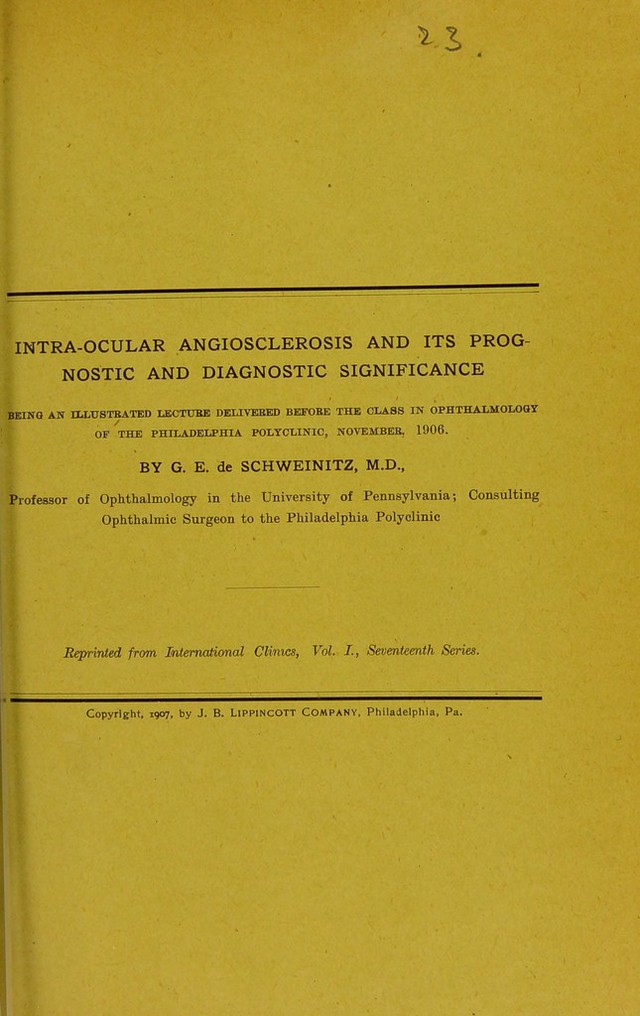 23.
INTRA-OCULAR ANGIOSCLEROSIS AND ITS PROG-
NOSTIC AND DIAGNOSTIC SIGNIFICANCE
BEING AN ILLUSTRATED LECTURE DELIVERED BEFORE THE CLASS IN OPHTHALMOLOGY
OF THE PHILADELPHIA POLYCLINIC, NOVEMBER, 1906.
BY G. E. de SCHWEINITZ, M.D.,
Professor of Ophthalmology in the University of Pennsylvania; Consulting
Ophthalmic Surgeon to the Philadelphia Polyclinic
Reprinted from International Clinics, Vol. I., Seventeenth Series.
Copyright, 1907, by J. B. LIPPINCOTT COMPANY, Philadelphia, Pa.